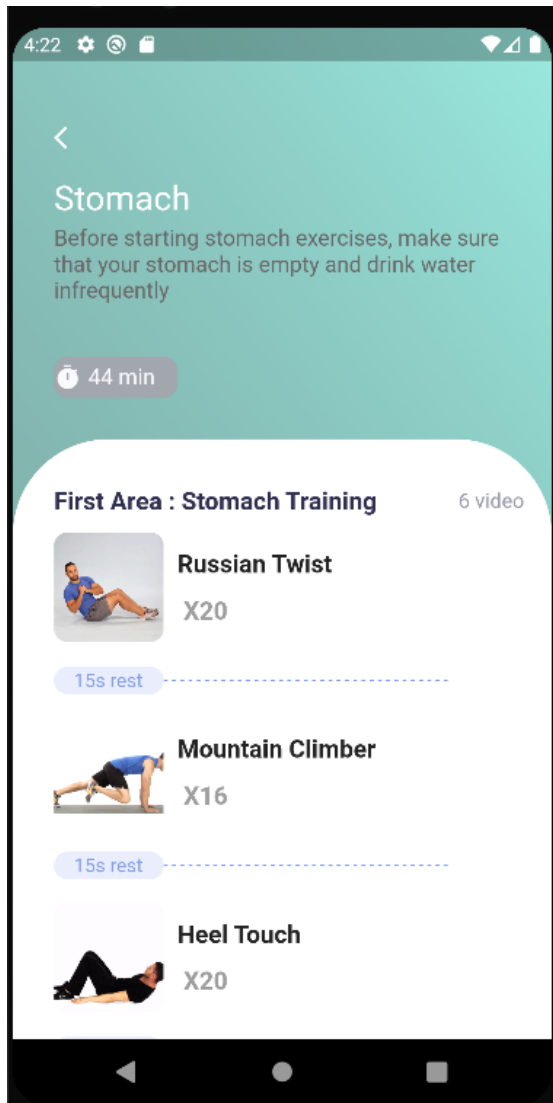 4:22
Stomach
Before starting stomach exercises, make sure
that your stomach is empty and drink water
infrequently
44 min
First Area : Stomach Training
6 video
Russian Twist
X20
15s rest
Mountain Climber
X16
15s rest
Heel Touch
X20